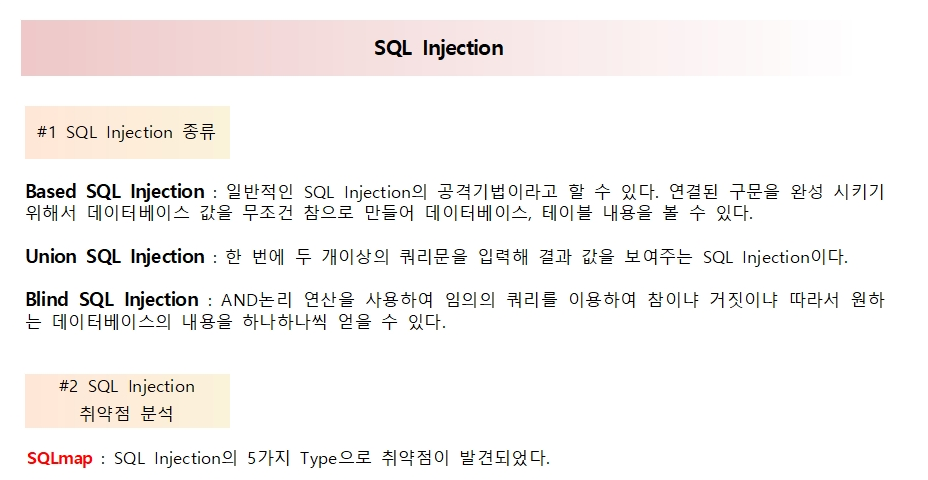 SQL Injection
#1 SQL Injection 종류
Based SQL Injection : 일반적인 SQL Injection의 공격기법이라고 할 수 있다. 연결된 구문을 완성 시키기
위해서 데이터베이스 값을 무조건 참으로 만들어 데이터베이스, 테이블 내용을 볼 수 있다.
Union SQL Injection : 한 번에 두 개이상의 쿼리문을 입력해 결과 값을 보여주는 SQL Injection이다.
Blind SQL Injection : AND논리 연산을 사용하여 임의의 쿼리를 이용하여 참이냐 거짓이냐 따라서 원하
는 데이터베이스의 내용을 하나하나씩 얻을 수 있다.
#2 SQL Injection
취약점 분석
SQLmap : SQL Injection의 5가지 Type으로 취약점이 발견되었다.